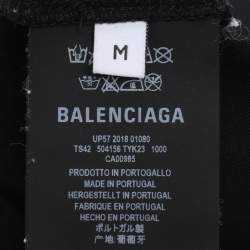 M
BALENCIAGA
UP57 2018 01080
TS42 504156 TYK23 1000
CA00985
PRODOTTO IN PORTOGALLO
MADE IN PORTUGAL
HERGESTELLT IN PORTUGAL
FABRIQUE EN PORTUGAL
HECHO EN PORTUGAL
ポルトガル製
产地:葡萄牙